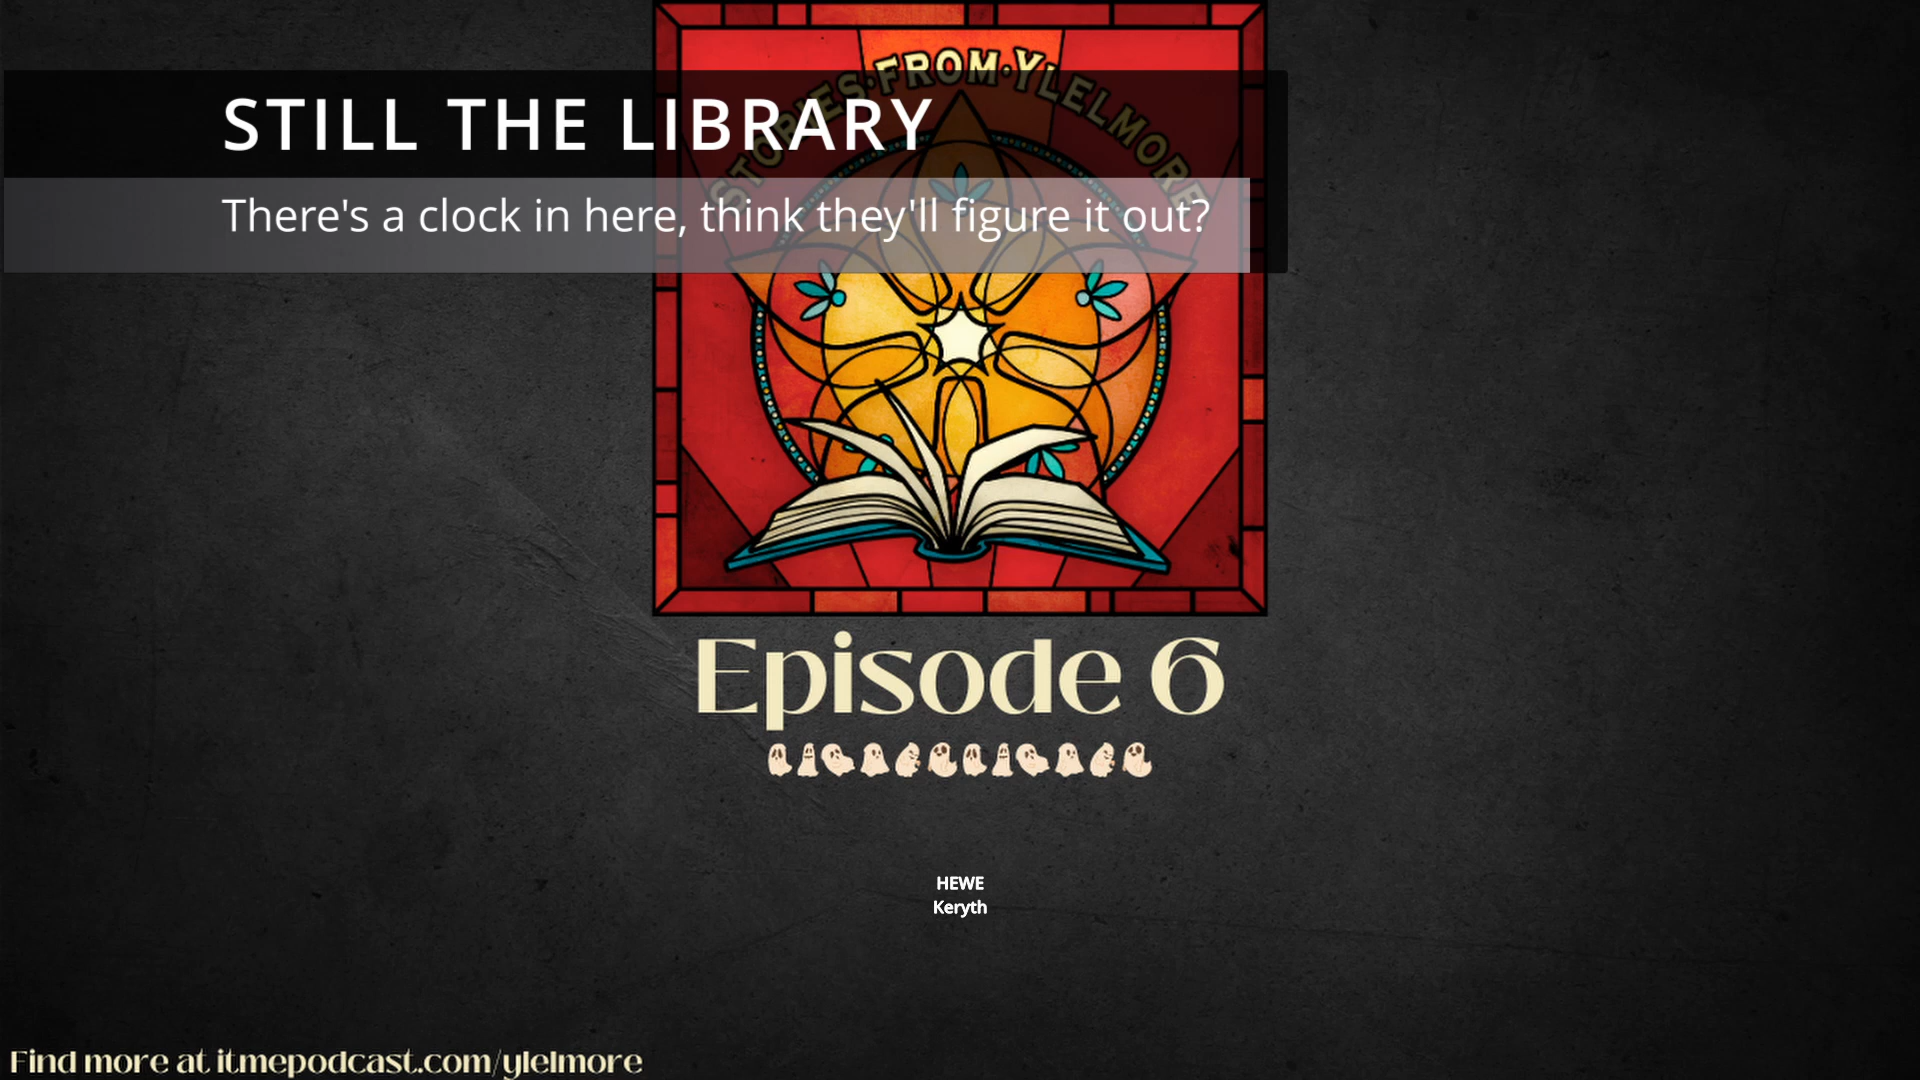 STORIES·FROM·YLELMORE
STILL THE LIBRARY
There's a clock in here, think they'll figure it out?
Episode 6
HEWE
Keryth
Find more at itmepodcast.com/ylelmore